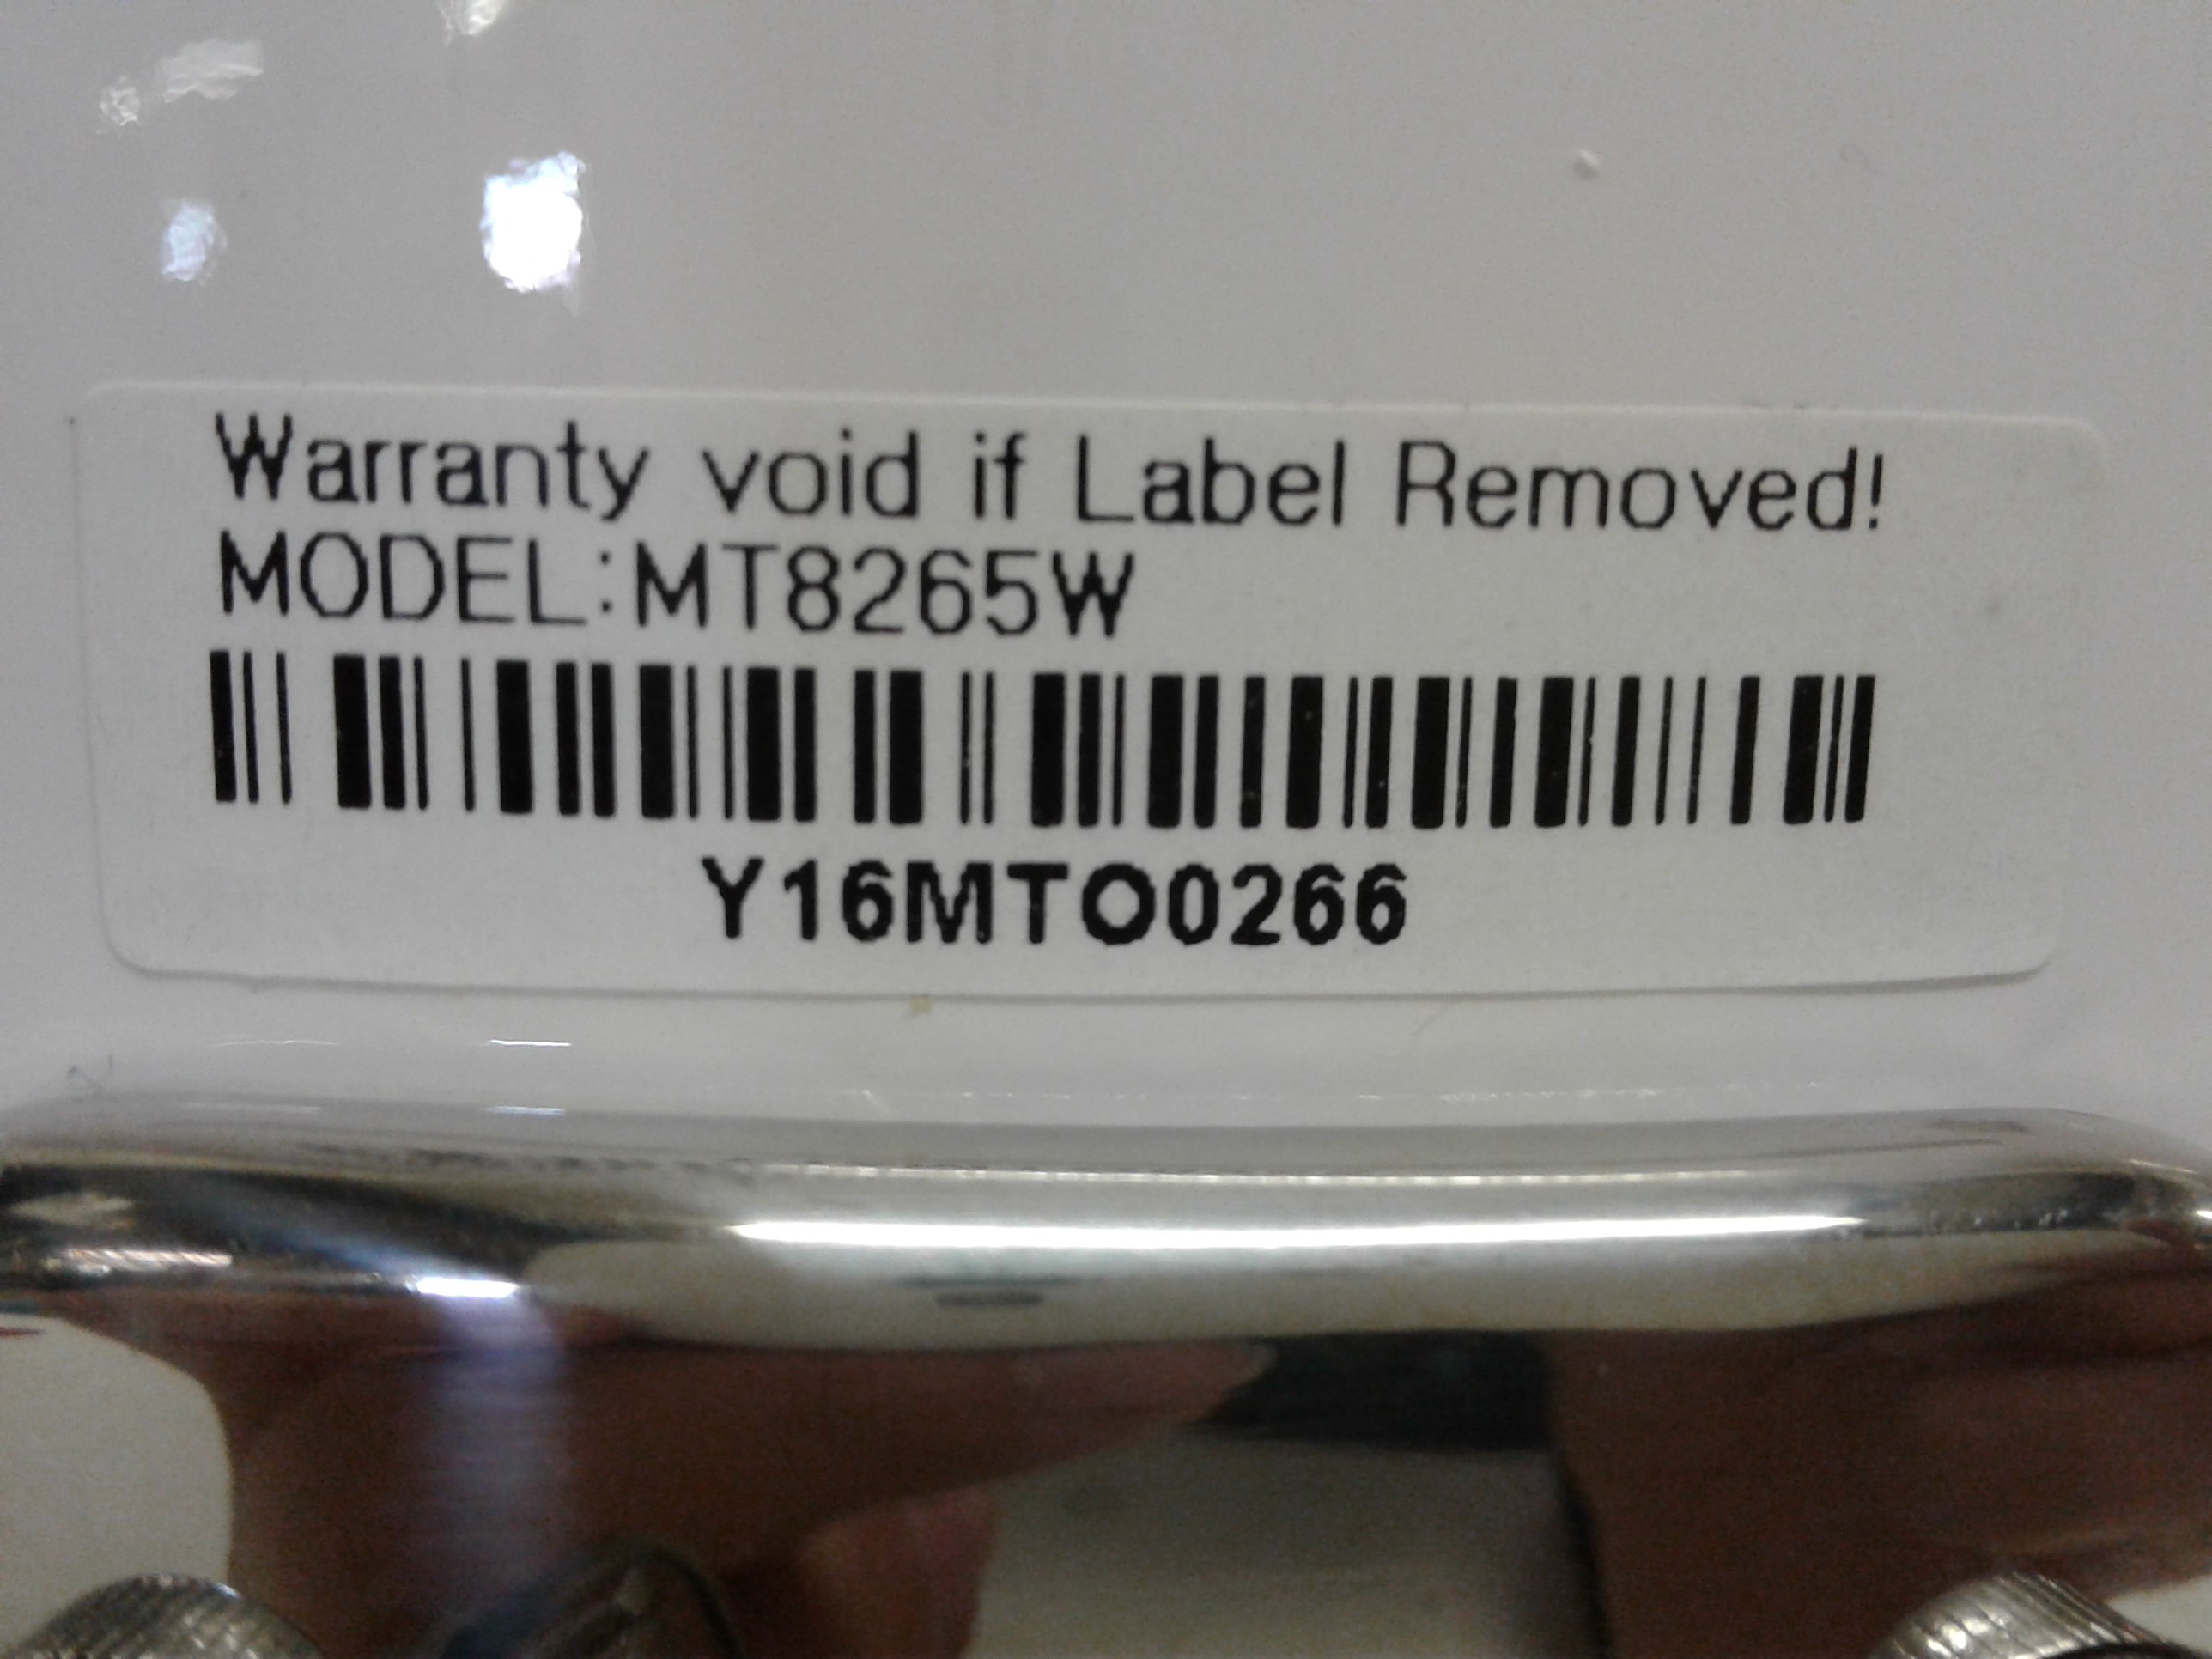 Warranty void if Label Removed!
MODEL:MT8265W
Y16MTO0266